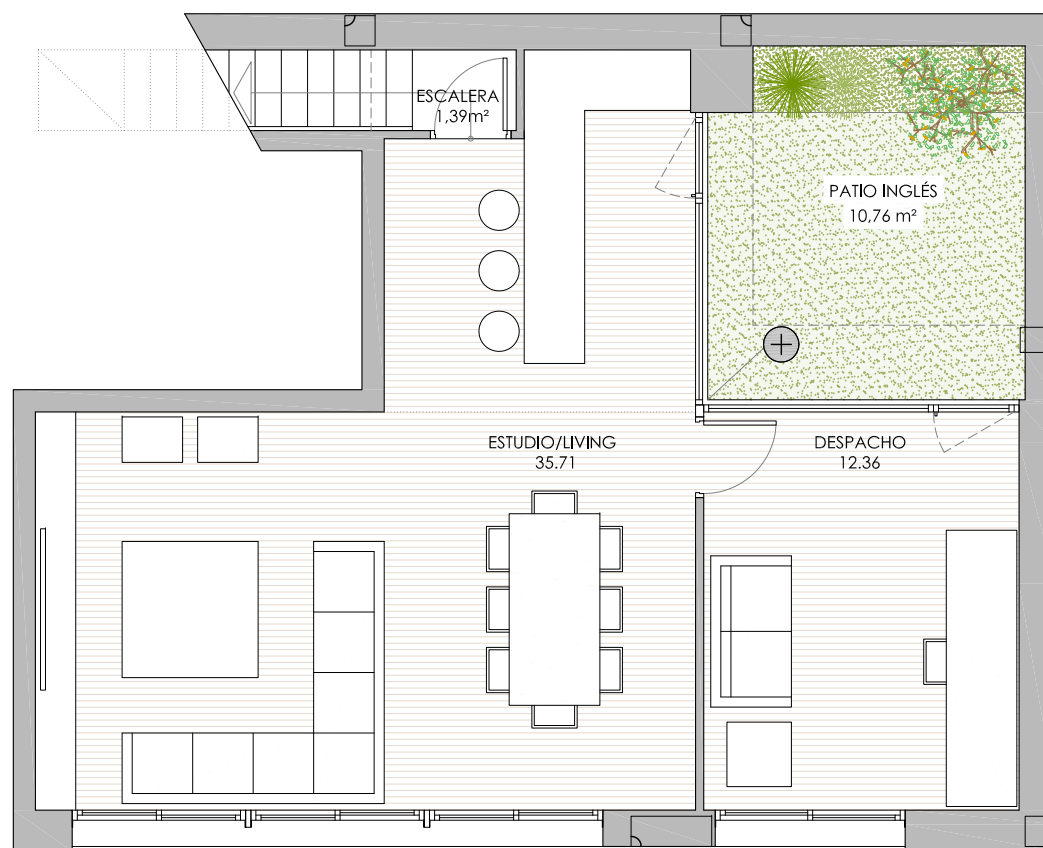 ESCALERA
1,39m²
PATIO INGLÉS
10,76 m²
ESTUDIO/LIVING
35.71
DESPACHO
12.36